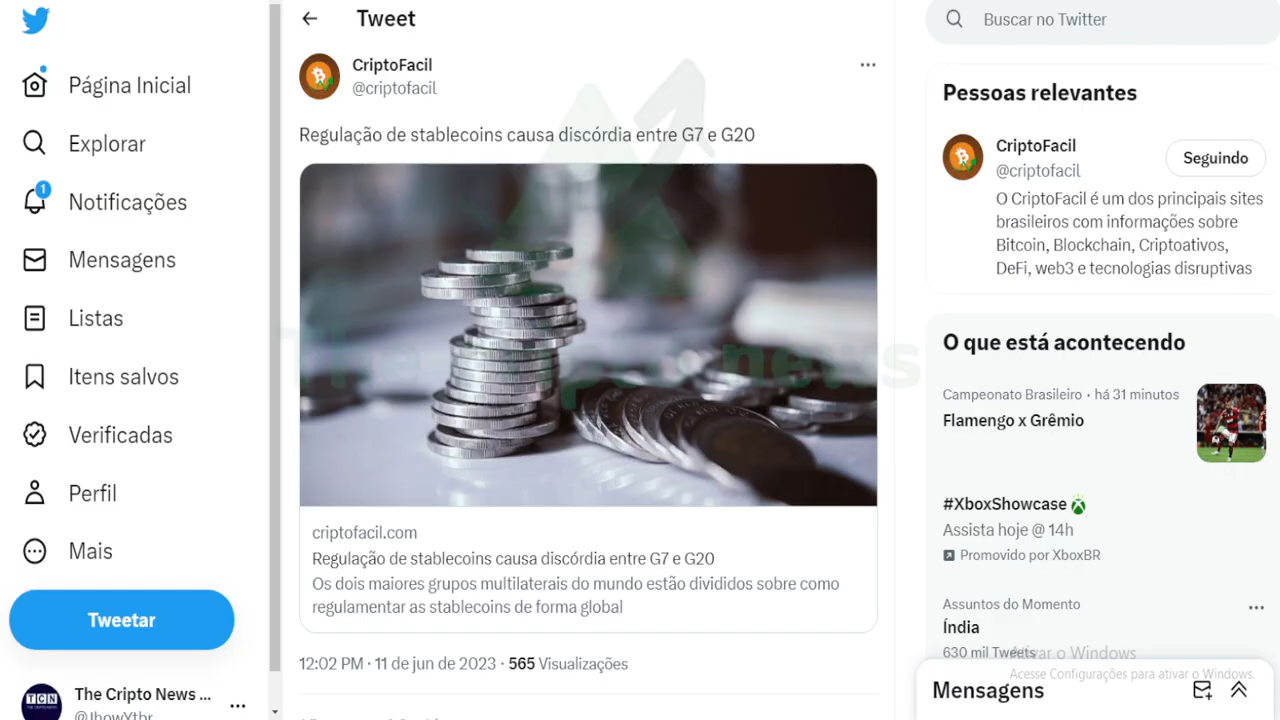 Página Inicial
Explorar
1
Notificações
Mensagens
Listas
Itens salvos
Verificadas
Perfil
Mais
Tweetar
TCN
The Cripto News ...
@JhowYtbr
Tweet
CriptoFacil
@criptofacil
Regulação de stablecoins causa discórdia entre G7 e G20
criptofacil.com
Regulação de stablecoins causa discórdia entre G7 e G20
Os dois maiores grupos multilaterais do mundo estão divididos sobre como
regulamentar as stablecoins de forma global
12:02 PM · 11 de jun de 2023 · 565 Visualizações
Buscar no Twitter
Pessoas relevantes
CriptoFacil
Seguindo
@criptofacil
O CriptoFacil é um dos principais sites
brasileiros com informações sobre
Bitcoin, Blockchain, Criptoativos,
DeFi, web3 e tecnologias disruptivas
O que está acontecendo
Campeonato Brasileiro · há 31 minutos
Flamengo x Grêmio
#XboxShowcase
Assista hoje @ 14h
Promovido por XboxBR
Assuntos do Momento
Índia
630 mil Tweets
Ativar o Windows
Acesse Configurações para ativar o Windows.
Mensagens